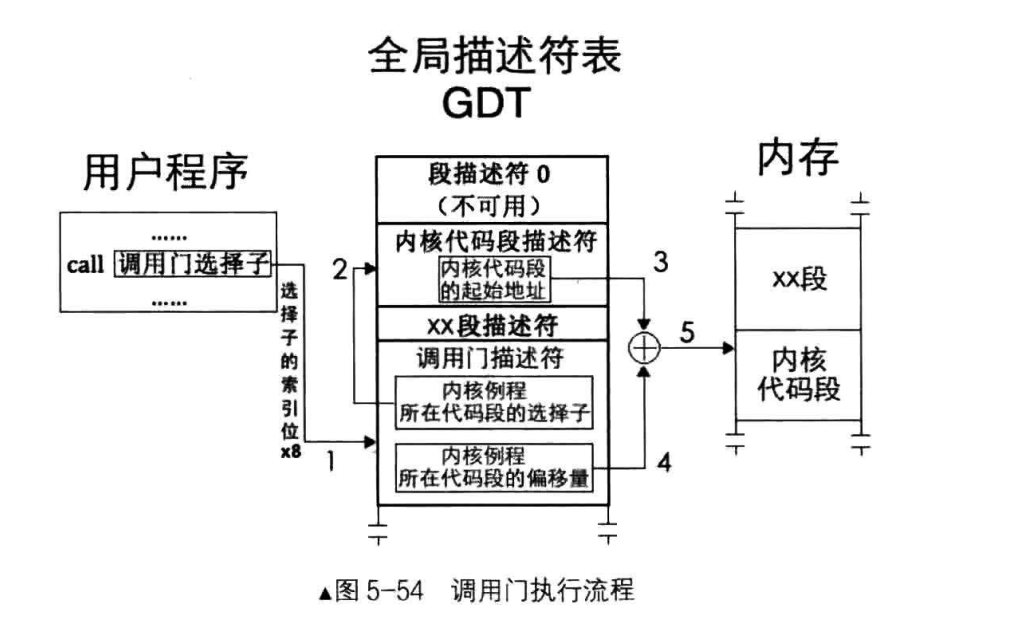 全局描述符表
GDT
用户程序
内存
......
call 调用门选择子
......
选择子的索引位
x8
1
2
段描述符 0
（不可用）
内核代码段描述符
内核代码段
的起始地址
XX段描述符
调用门描述符
内核例程
所在代码段的选择子
内核例程
所在代码段的偏移量
3
4
5
XX段
内核
代码段
▲图 5-54 调用门执行流程